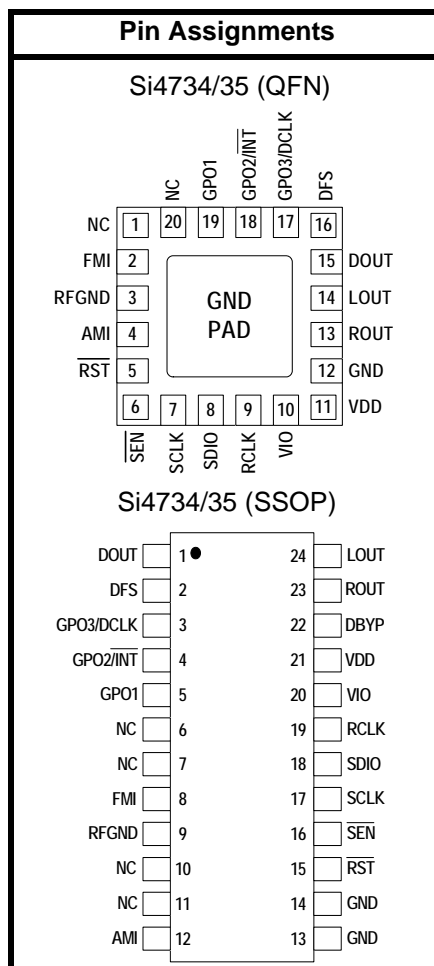 Pin Assignments
Si4734/35 (QFN)
NC GPO1 GPO2/INT GPO3/DCLK DFS
NC 1 20 19 18 17 16
FMI 2 15 DOUT
RFGND 3 14 LOUT
GND
PAD
AMI 4 13 ROUT
RST 5 12 GND
6 7 8 9 10 11 VDD
SEN SCLK SDIO RCLK VIO
Si4734/35 (SSOP)
DOUT 1 24 LOUT
DFS 2 23 ROUT
GPO3/DCLK 3 22 DBYP
GPO2/INT 4 21 VDD
GPO1 5 20 VIO
NC 6 19 RCLK
NC 7 18 SDIO
FMI 8 17 SCLK
RFGND 9 16 SEN
NC 10 15 RST
NC 11 14 GND
AMI 12 13 GND